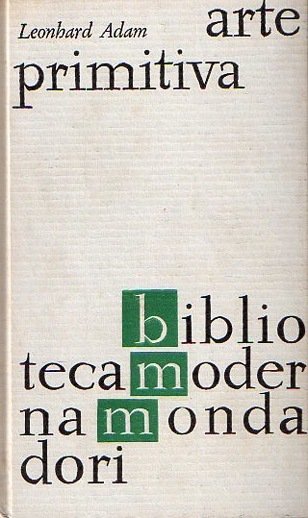 Leonhard Adam arte
primitiva
biblio
tecamoder
namonda
dori